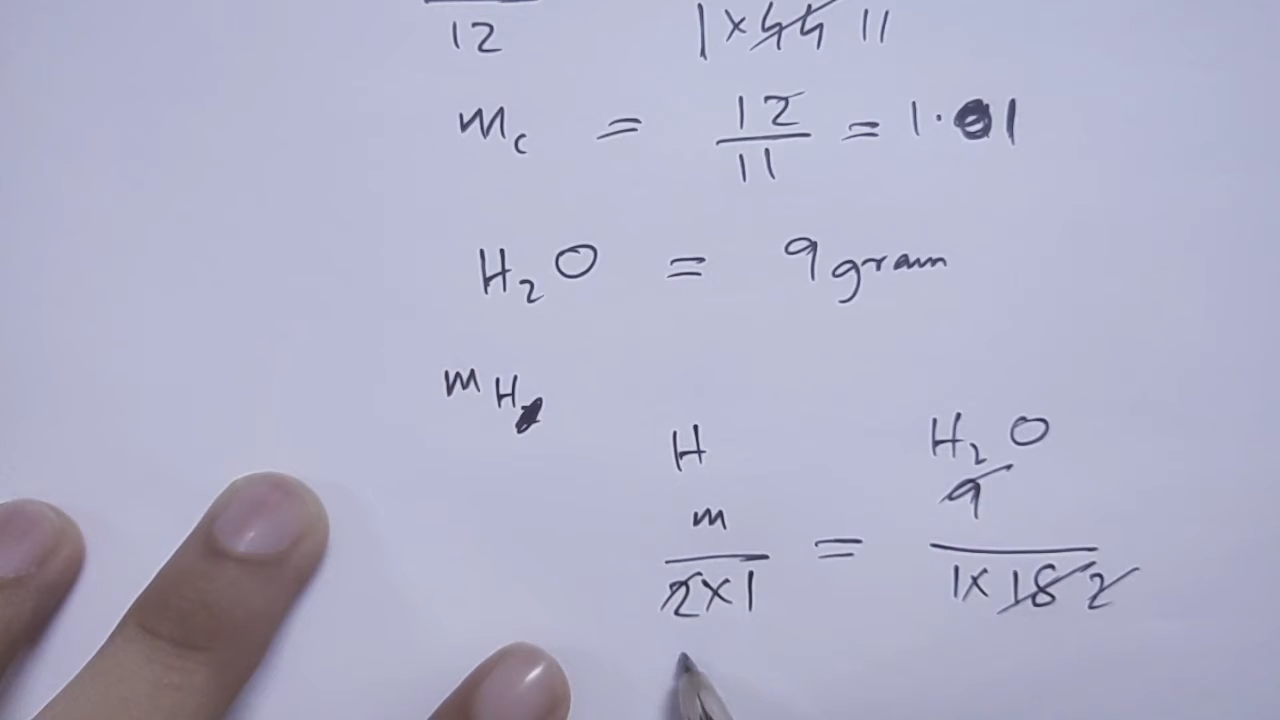 12 1×44 11
m_c = 12/11 = 1.01
H₂O = 9 gram
m_H
H H₂O
m/2×1 = 9/1×18 2